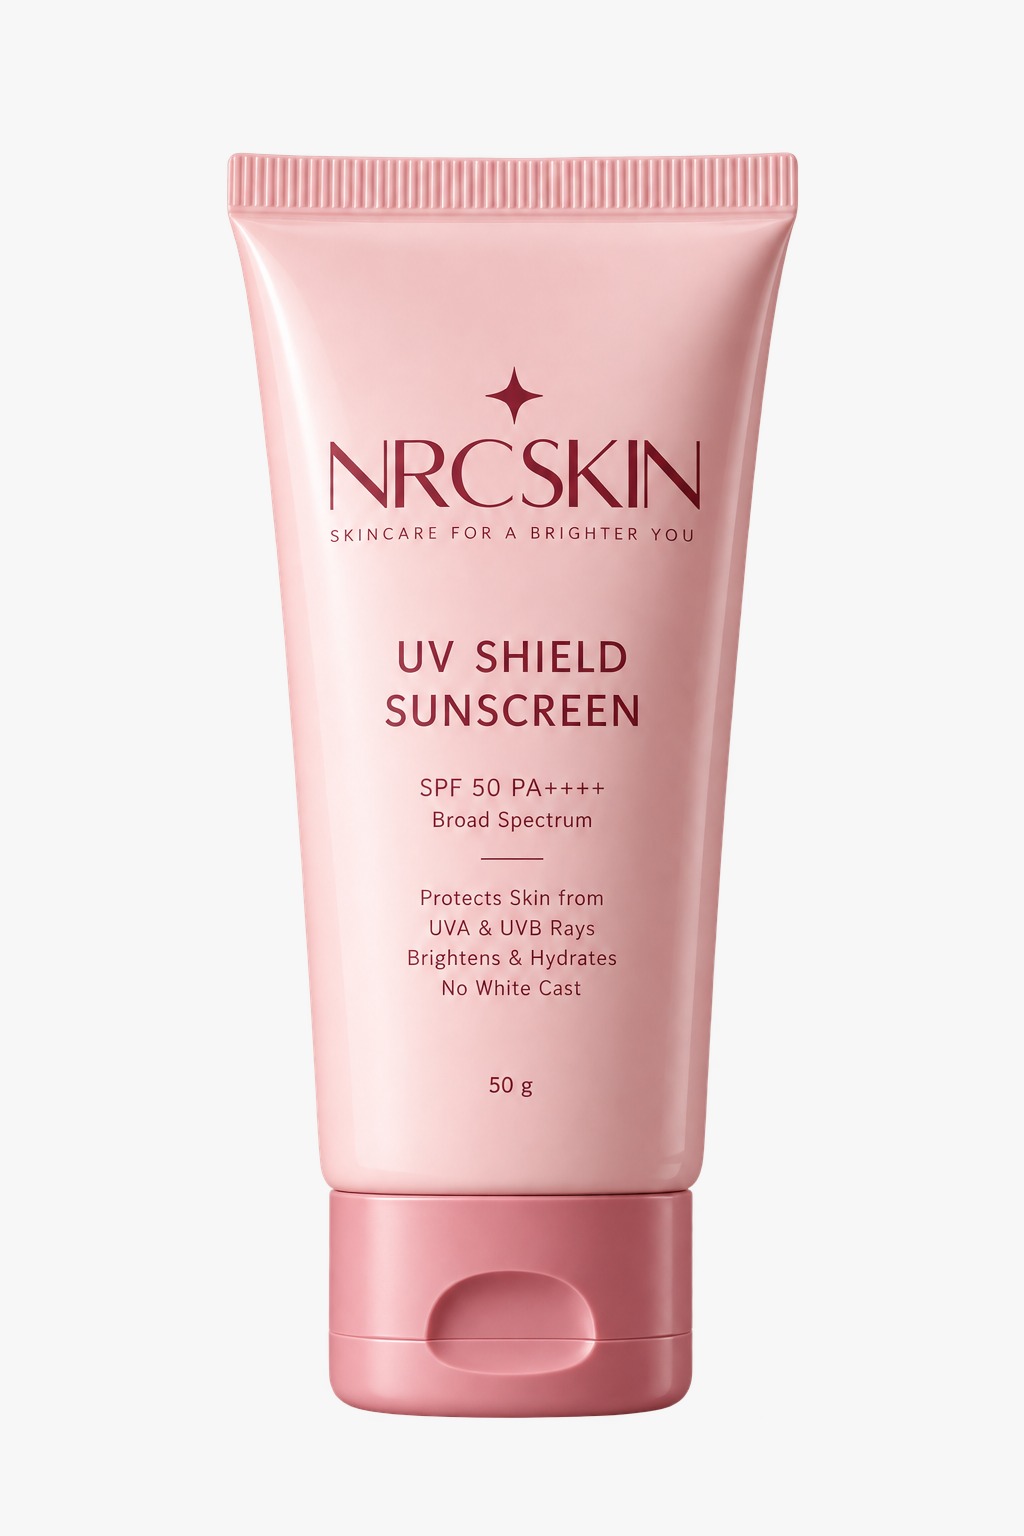 NRCSKIN
SKINCARE FOR A BRIGHTER YOU
UV SHIELD
SUNSCREEN
SPF 50 PA++++
Broad Spectrum
Protects Skin from
UVA & UVB Rays
Brightens & Hydrates
No White Cast
50 g